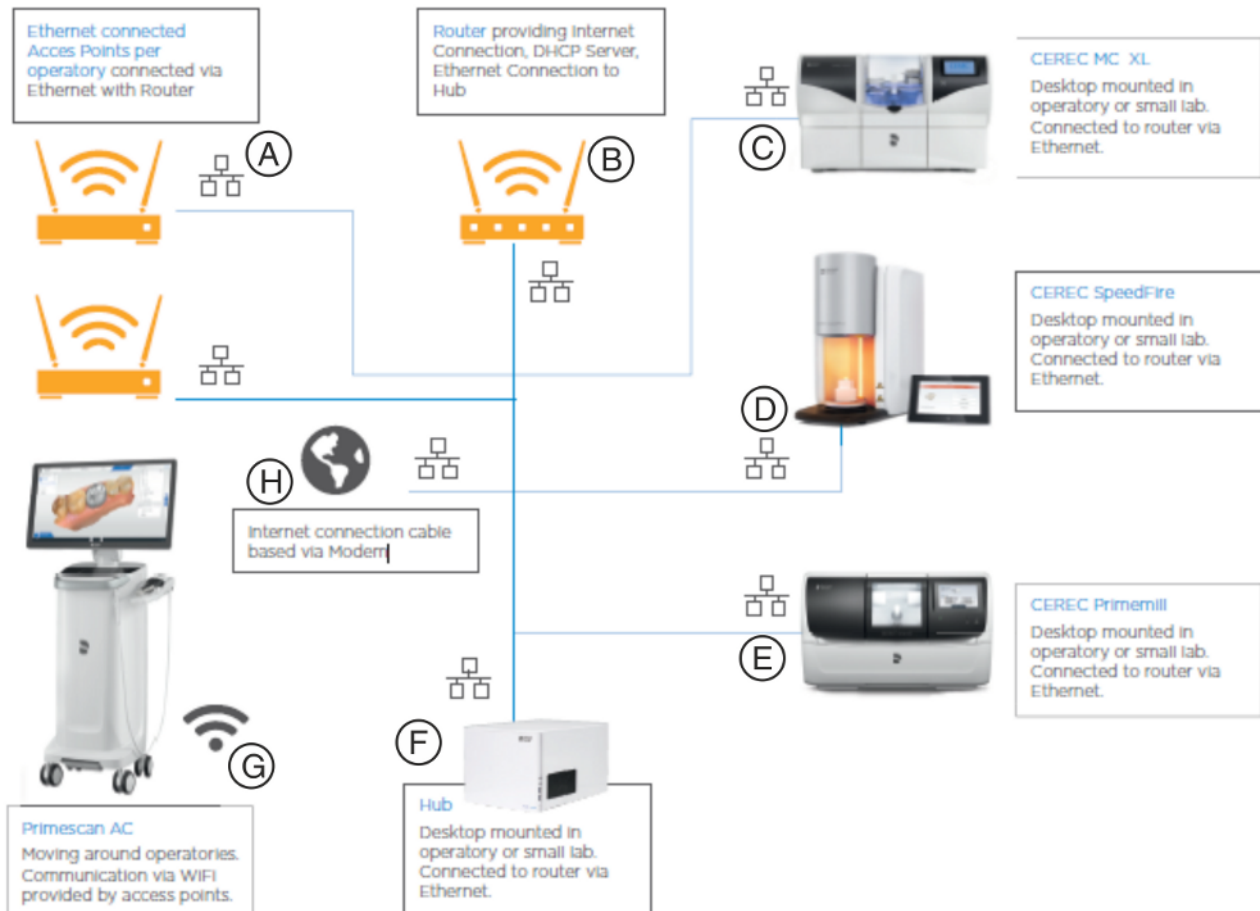 Ethernet connected
Acces Points per
operatory connected via
Ethernet with Router
A
Router providing Internet
Connection, DHCP Server,
Ethernet Connection to
Hub
B
C
CEREC MC XL
Desktop mounted in
operatory or small lab.
Connected to router via
Ethernet.
D
CEREC SpeedFire
Desktop mounted in
operatory or small lab.
Connected to router via
Ethernet.
H
Internet connection cable
based via Modem
E
CEREC Primemill
Desktop mounted in
operatory or small lab.
Connected to router via
Ethernet.
F
Hub
Desktop mounted in
operatory or small lab.
Connected to router via
Ethernet.
G
Primescan AC
Moving around operatories.
Communication via WIFI
provided by access points.